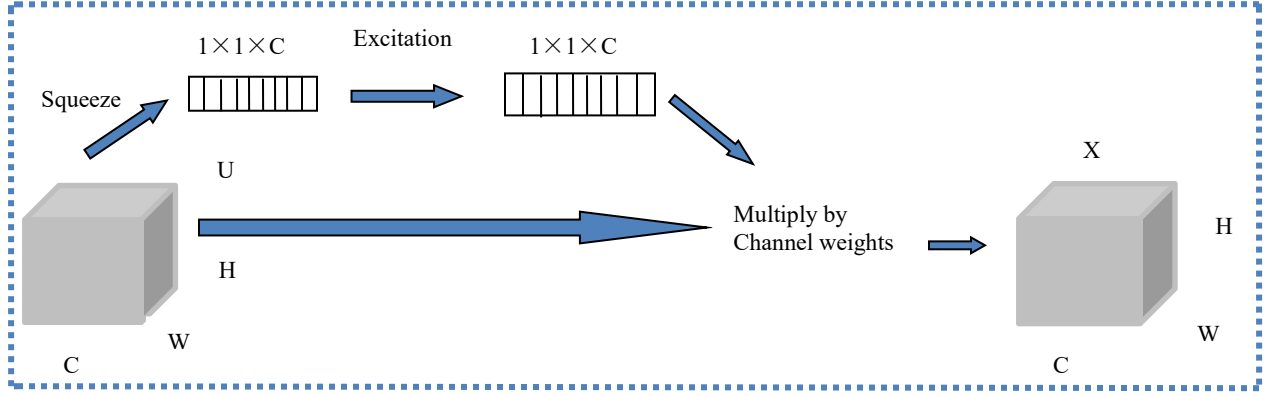 1×1×C
Excitation
1×1×C
Squeeze
U
X
Multiply by
Channel weights
H
H
W
W
C
C